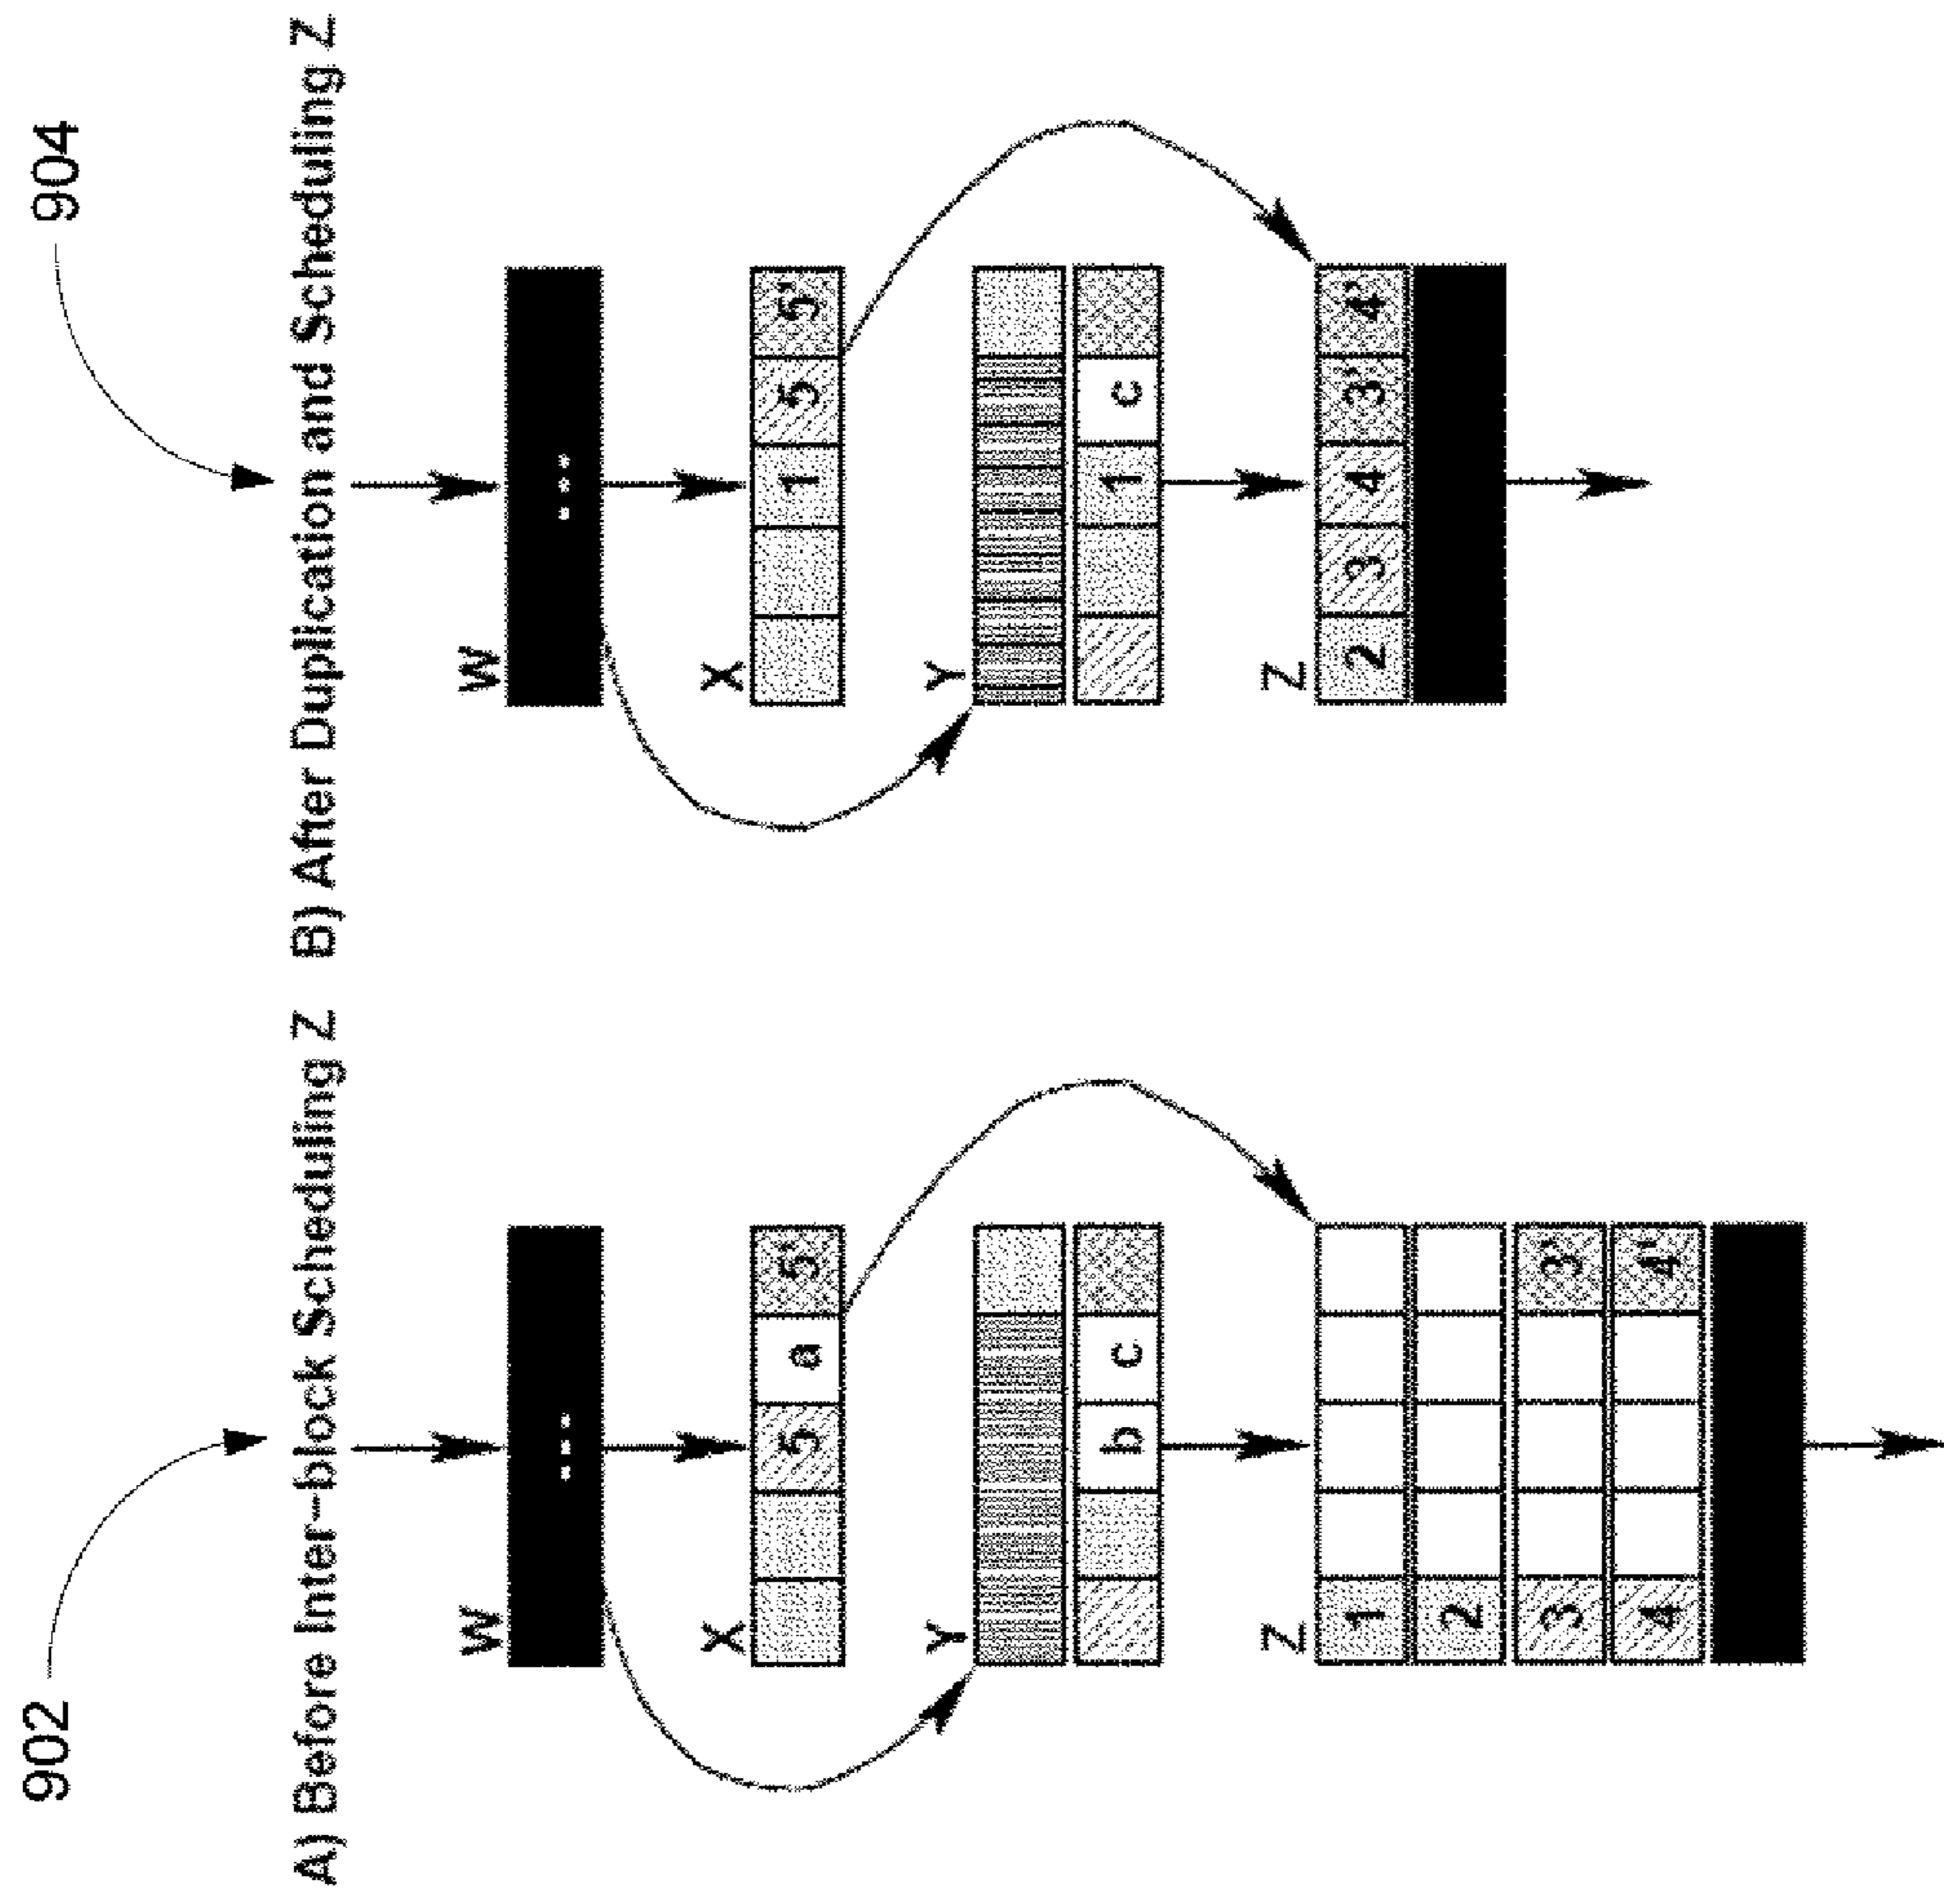 902
A) Before Inter-block Scheduling Z
W
...
X
5 a 5'
Y
b c
Z
1
2
3 3'
4 4'
904
B) After Duplication and Scheduling Z
W
...
X
1 5 5'
Y
1 c
Z
2 3 4 3' 4'